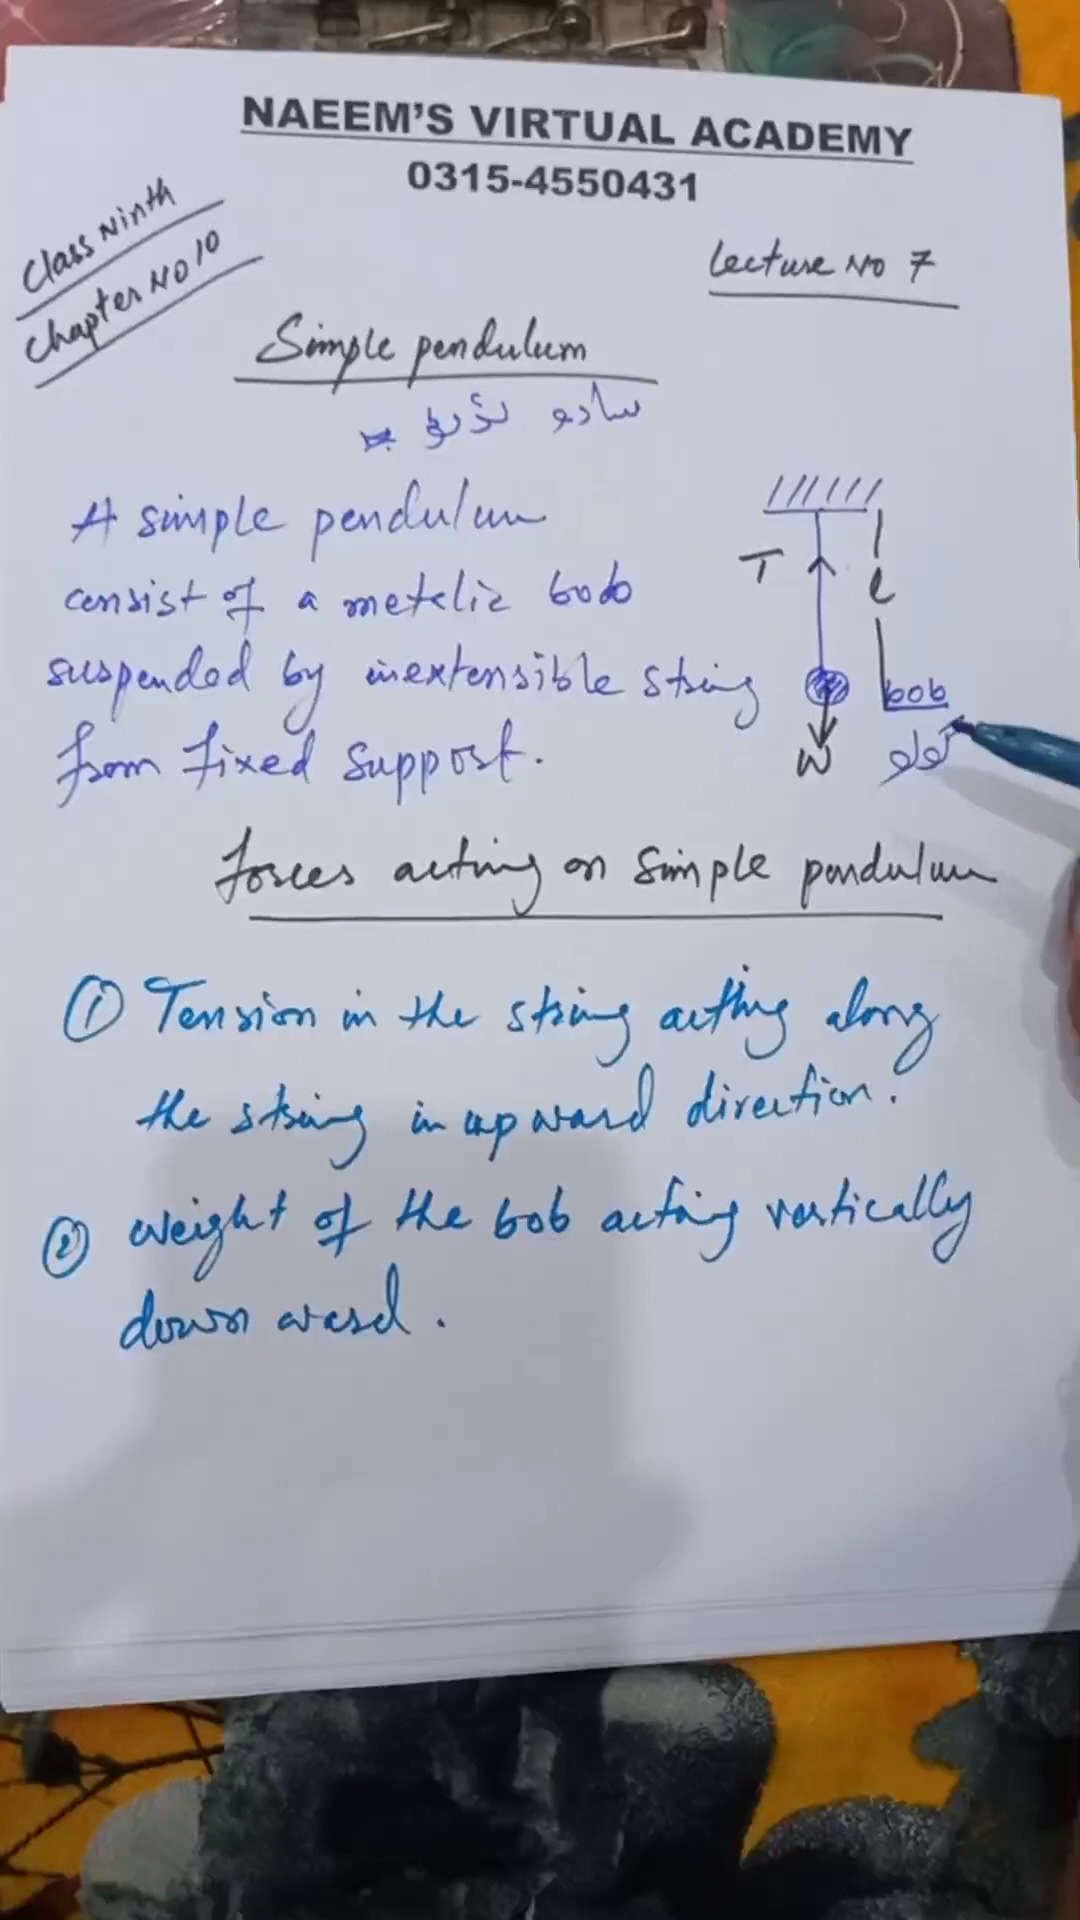 NAEEM'S VIRTUAL ACADEMY
0315-4550431
Class Ninth
Chapter No 10
Lecture No 7
Simple pendulum
سادہ
A simple pendulum
consist of a metelic bob
suspended by inextensible string
from fixed support.
T
l
bob
W
گولہ
Forces acting on Simple pendulum
① Tension in the string acting along
the string in upward direction.
② weight of the bob acting vertically
down ward.